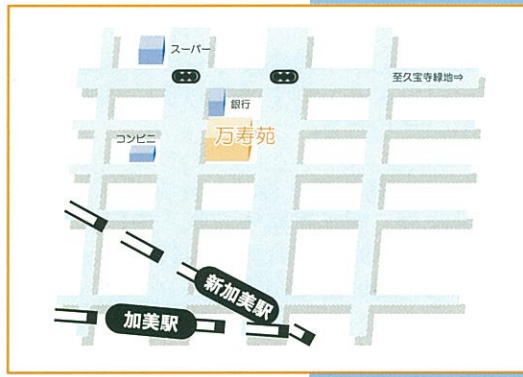 スーパー
至久宝寺緑地⇒
銀行
万寿苑
コンビニ
新加美駅
加美駅